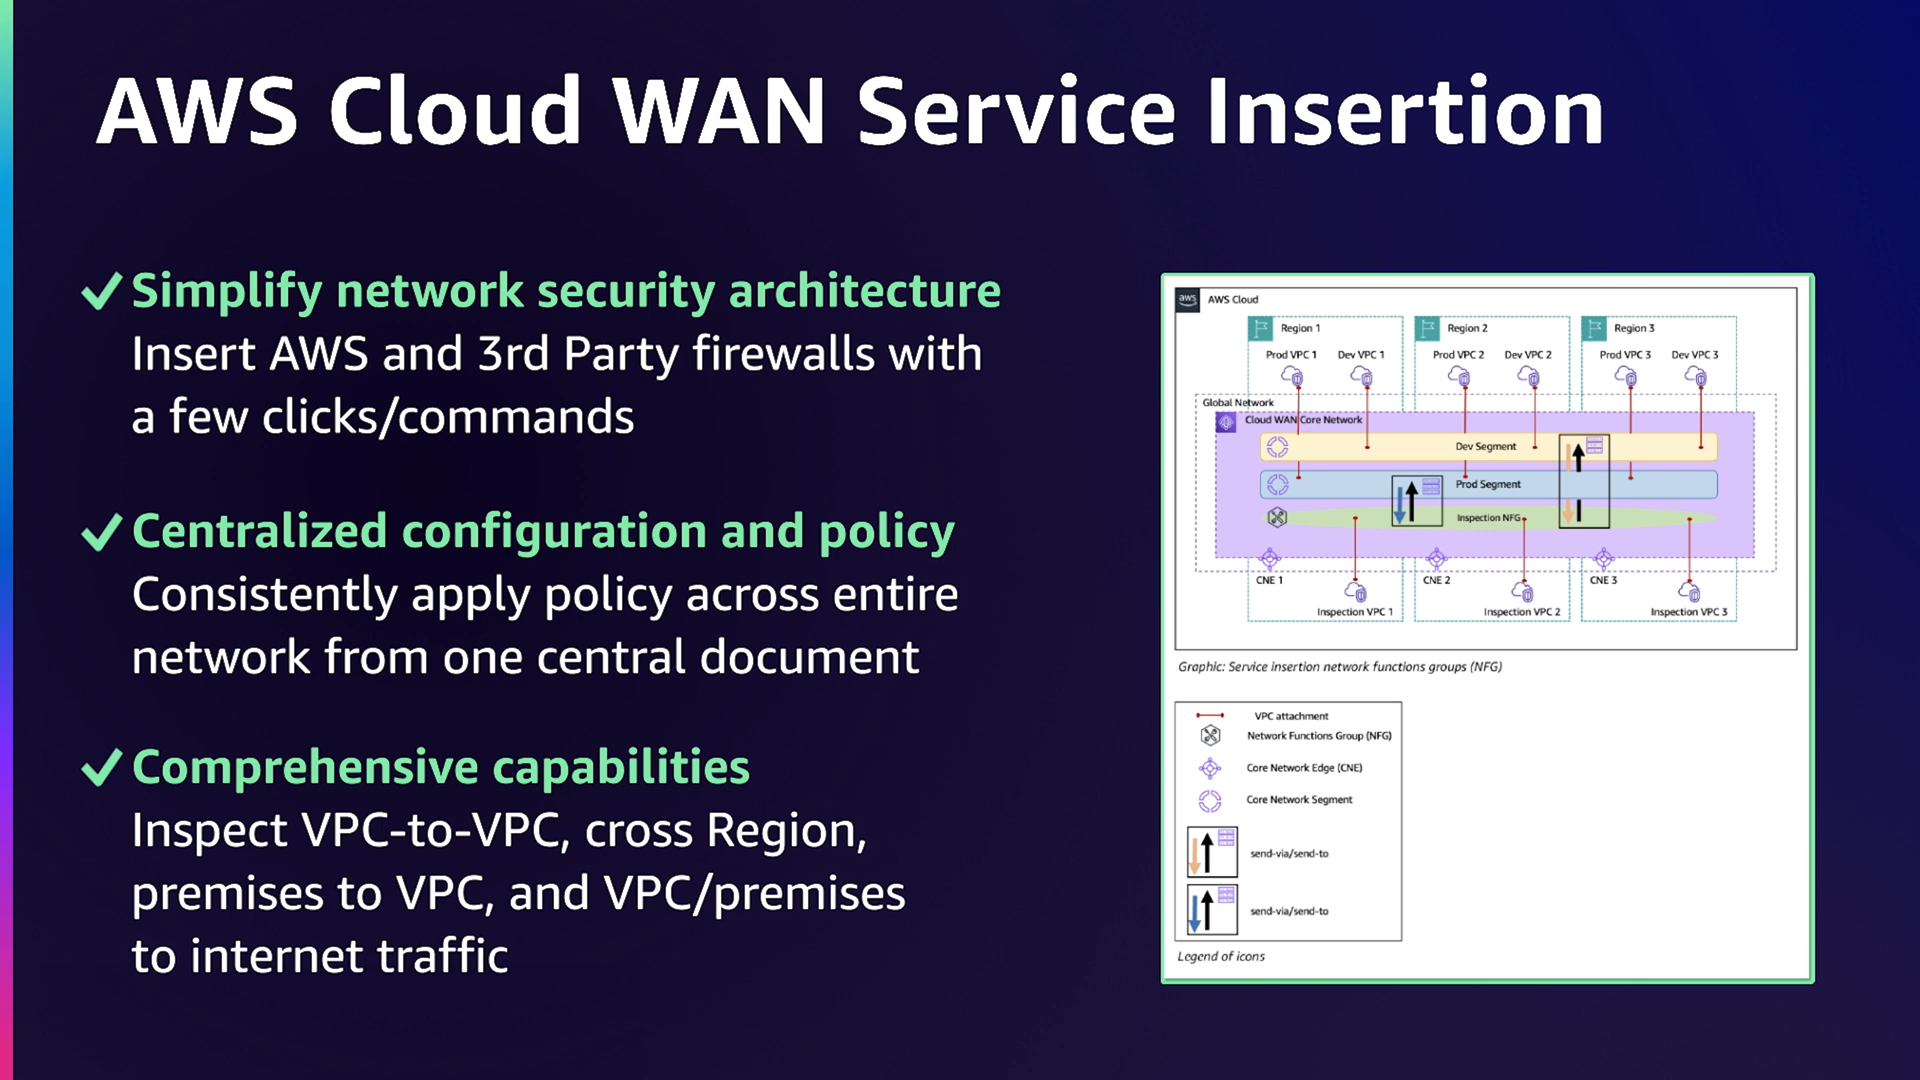 AWS Cloud WAN Service Insertion
Simplify network security architecture
Insert AWS and 3rd Party firewalls with
a few clicks/commands
Centralized configuration and policy
Consistently apply policy across entire
network from one central document
Comprehensive capabilities
Inspect VPC-to-VPC, cross Region,
premises to VPC, and VPC/premises
to internet traffic
aws AWS Cloud
Region 1 Region 2 Region 3
Prod VPC 1 Dev VPC 1 Prod VPC 2 Dev VPC 2 Prod VPC 3 Dev VPC 3
Global Network
Cloud WAN Core Network
Dev Segment
Prod Segment
Inspection NFG
CNE 1 CNE 2 CNE 3
Inspection VPC 1 Inspection VPC 2 Inspection VPC 3
Graphic: Service insertion network functions groups (NFG)
VPC attachment
Network Functions Group (NFG)
Core Network Edge (CNE)
Core Network Segment
send-via/send-to
send-via/send-to
Legend of icons